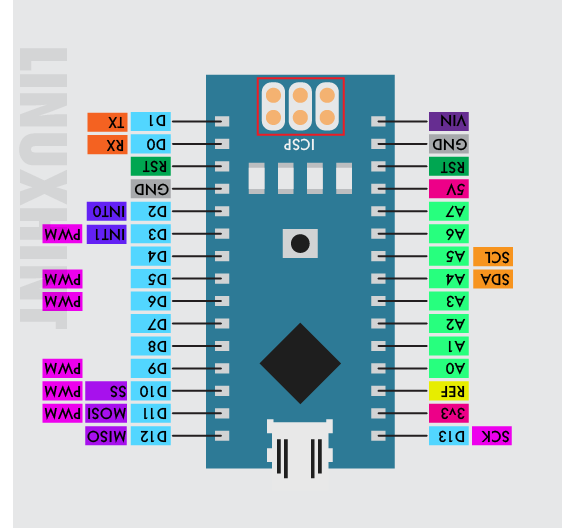 LINUXHINT
TX D1 VIN
RX D0 GND
ICSP
RST RST
GND 5V
INT0 D2 A7
PWM INT1 D3 A6
D4 A5 SCL
PWM D5 A4 SDA
PWM D6 A3
D7 A2
D8 A1
PWM D9 A0
PWM SS D10 REF
PWM MOSI D11 3v3
MISO D12 D13 SCK